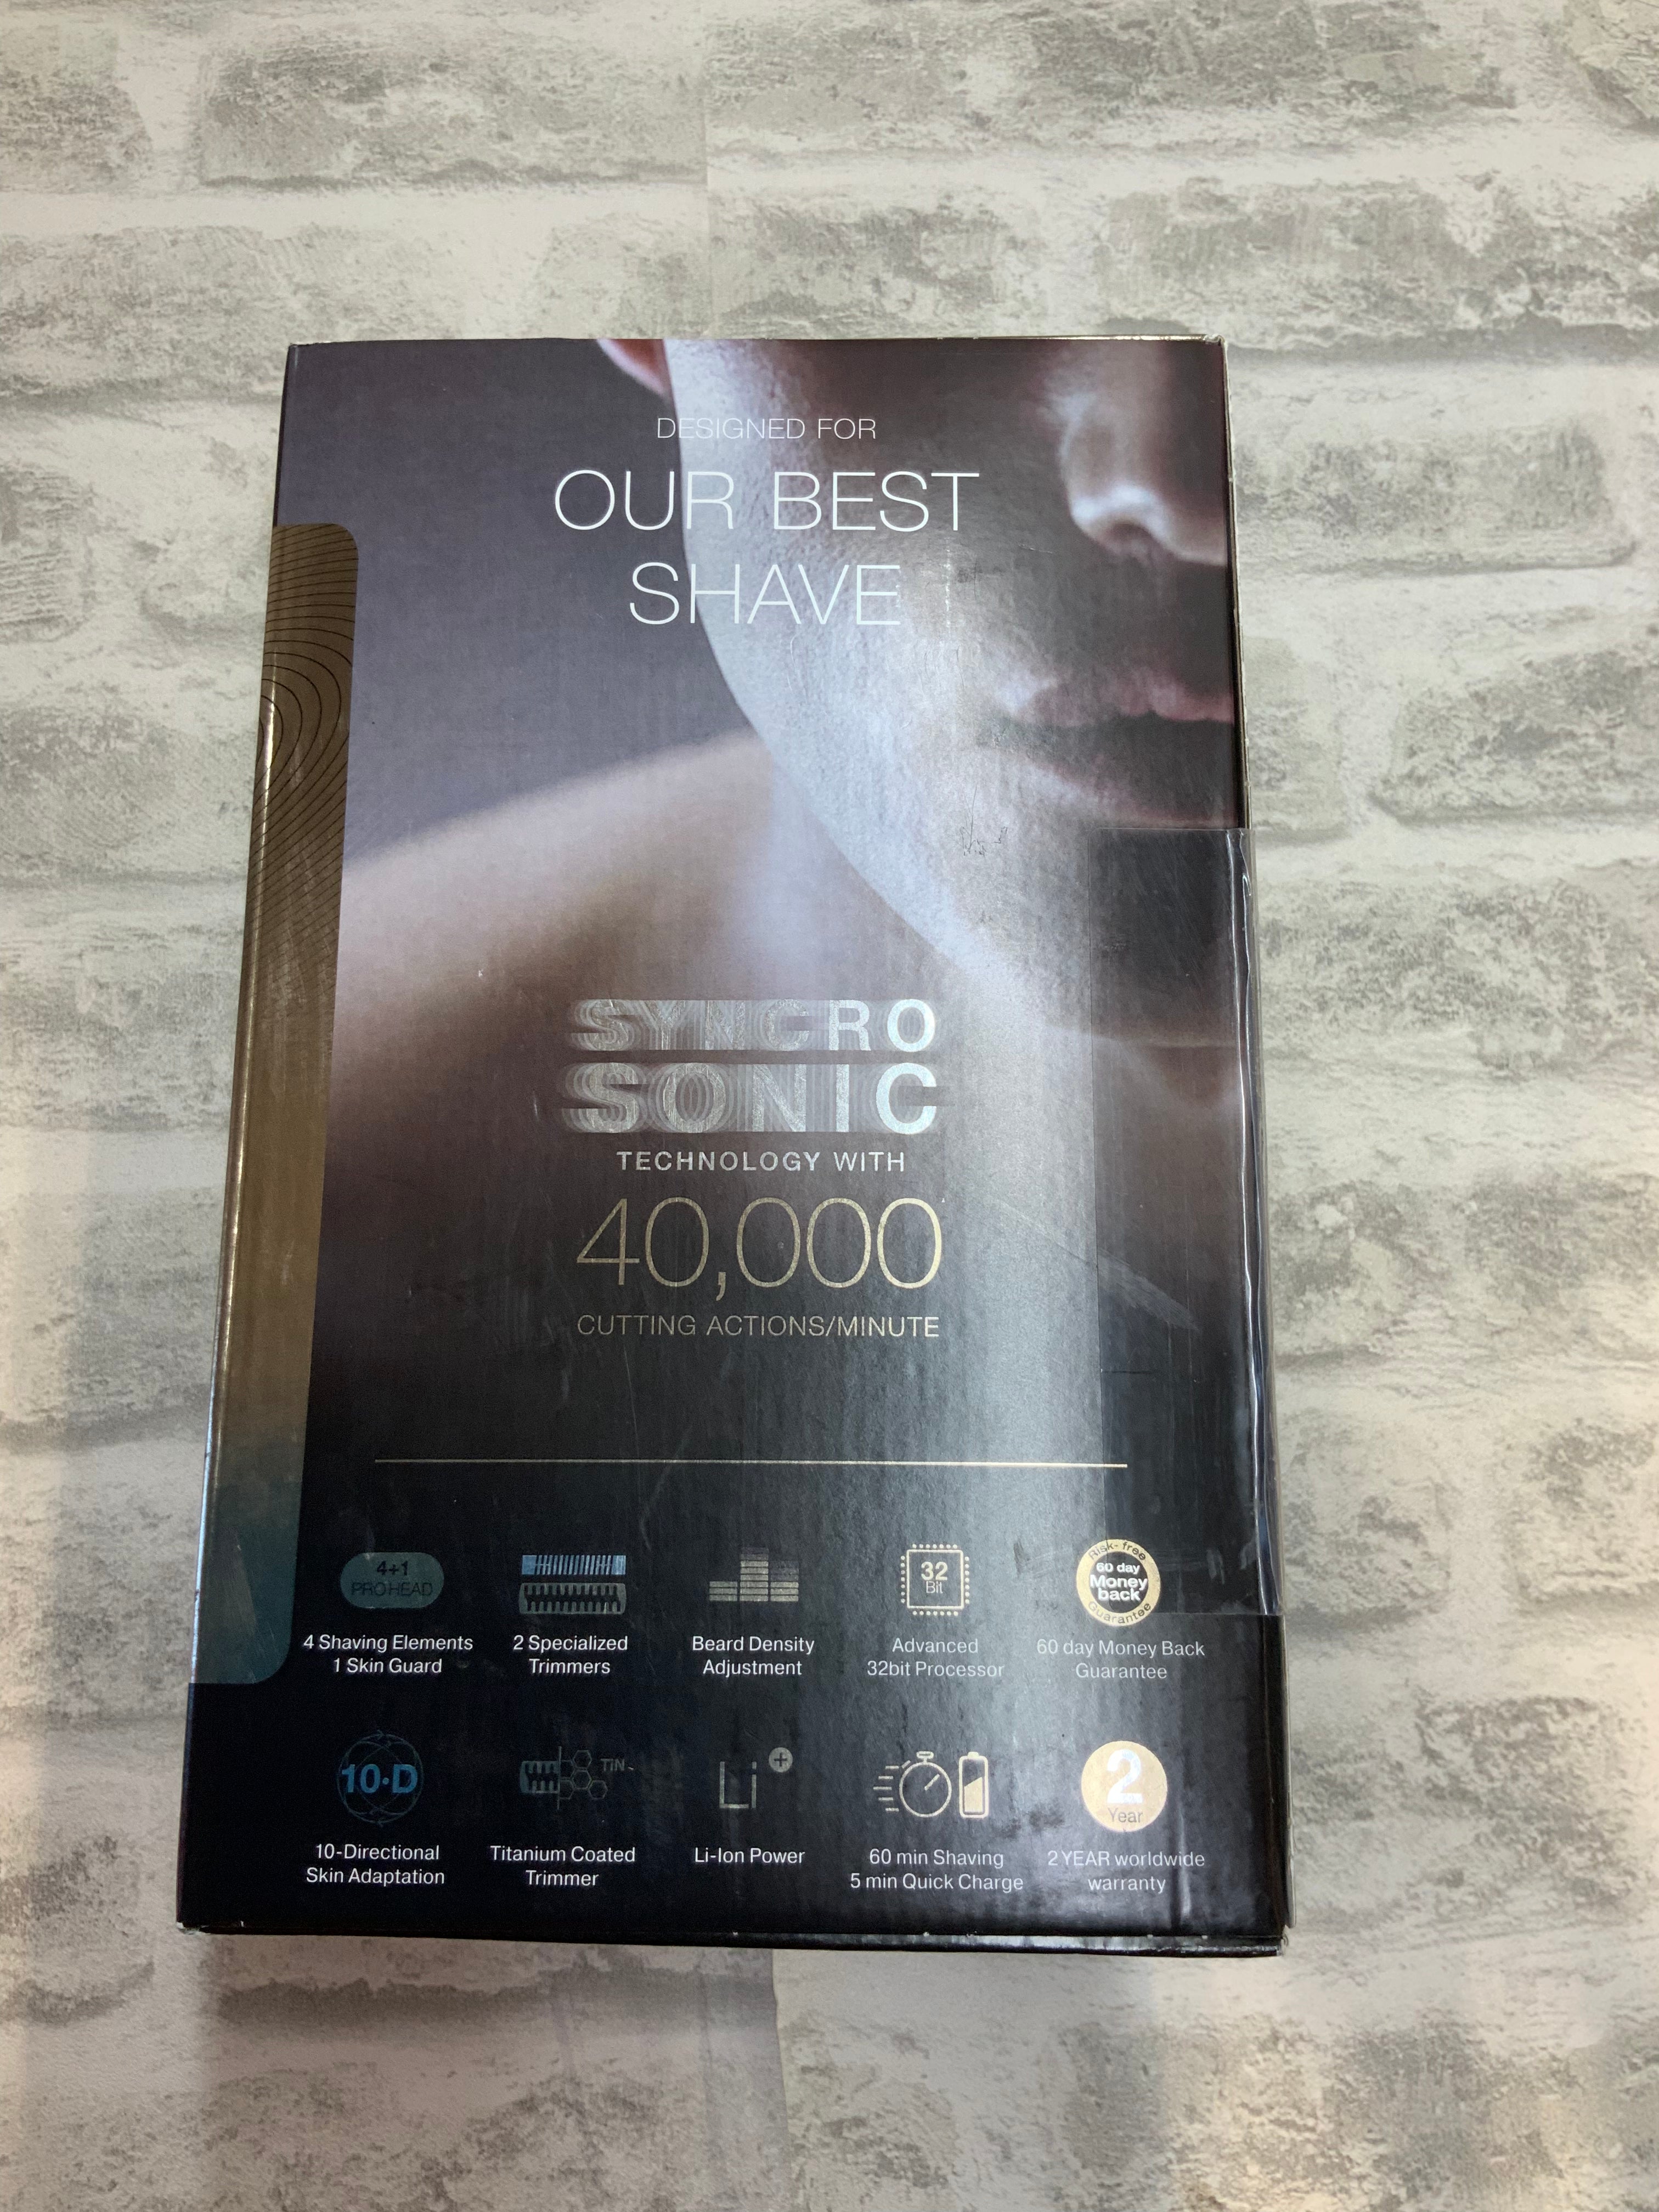 DESIGNED FOR
OUR BEST
SHAVE
SYNCRO
SONIC
TECHNOLOGY WITH
40,000
CUTTING ACTIONS/MINUTE
4+1
PROHEAD
4 Shaving Elements
1 Skin Guard
2 Specialized
Trimmers
Beard Density
Adjustment
32
Bit
Advanced
32bit Processor
Risk-free
60 day
Money
back
Guarantee
60 day Money Back
Guarantee
10-D
10-Directional
Skin Adaptation
TIN
Titanium Coated
Trimmer
Li+
Li-Ion Power
60 min Shaving
5 min Quick Charge
2
Year
2 YEAR worldwide
warranty